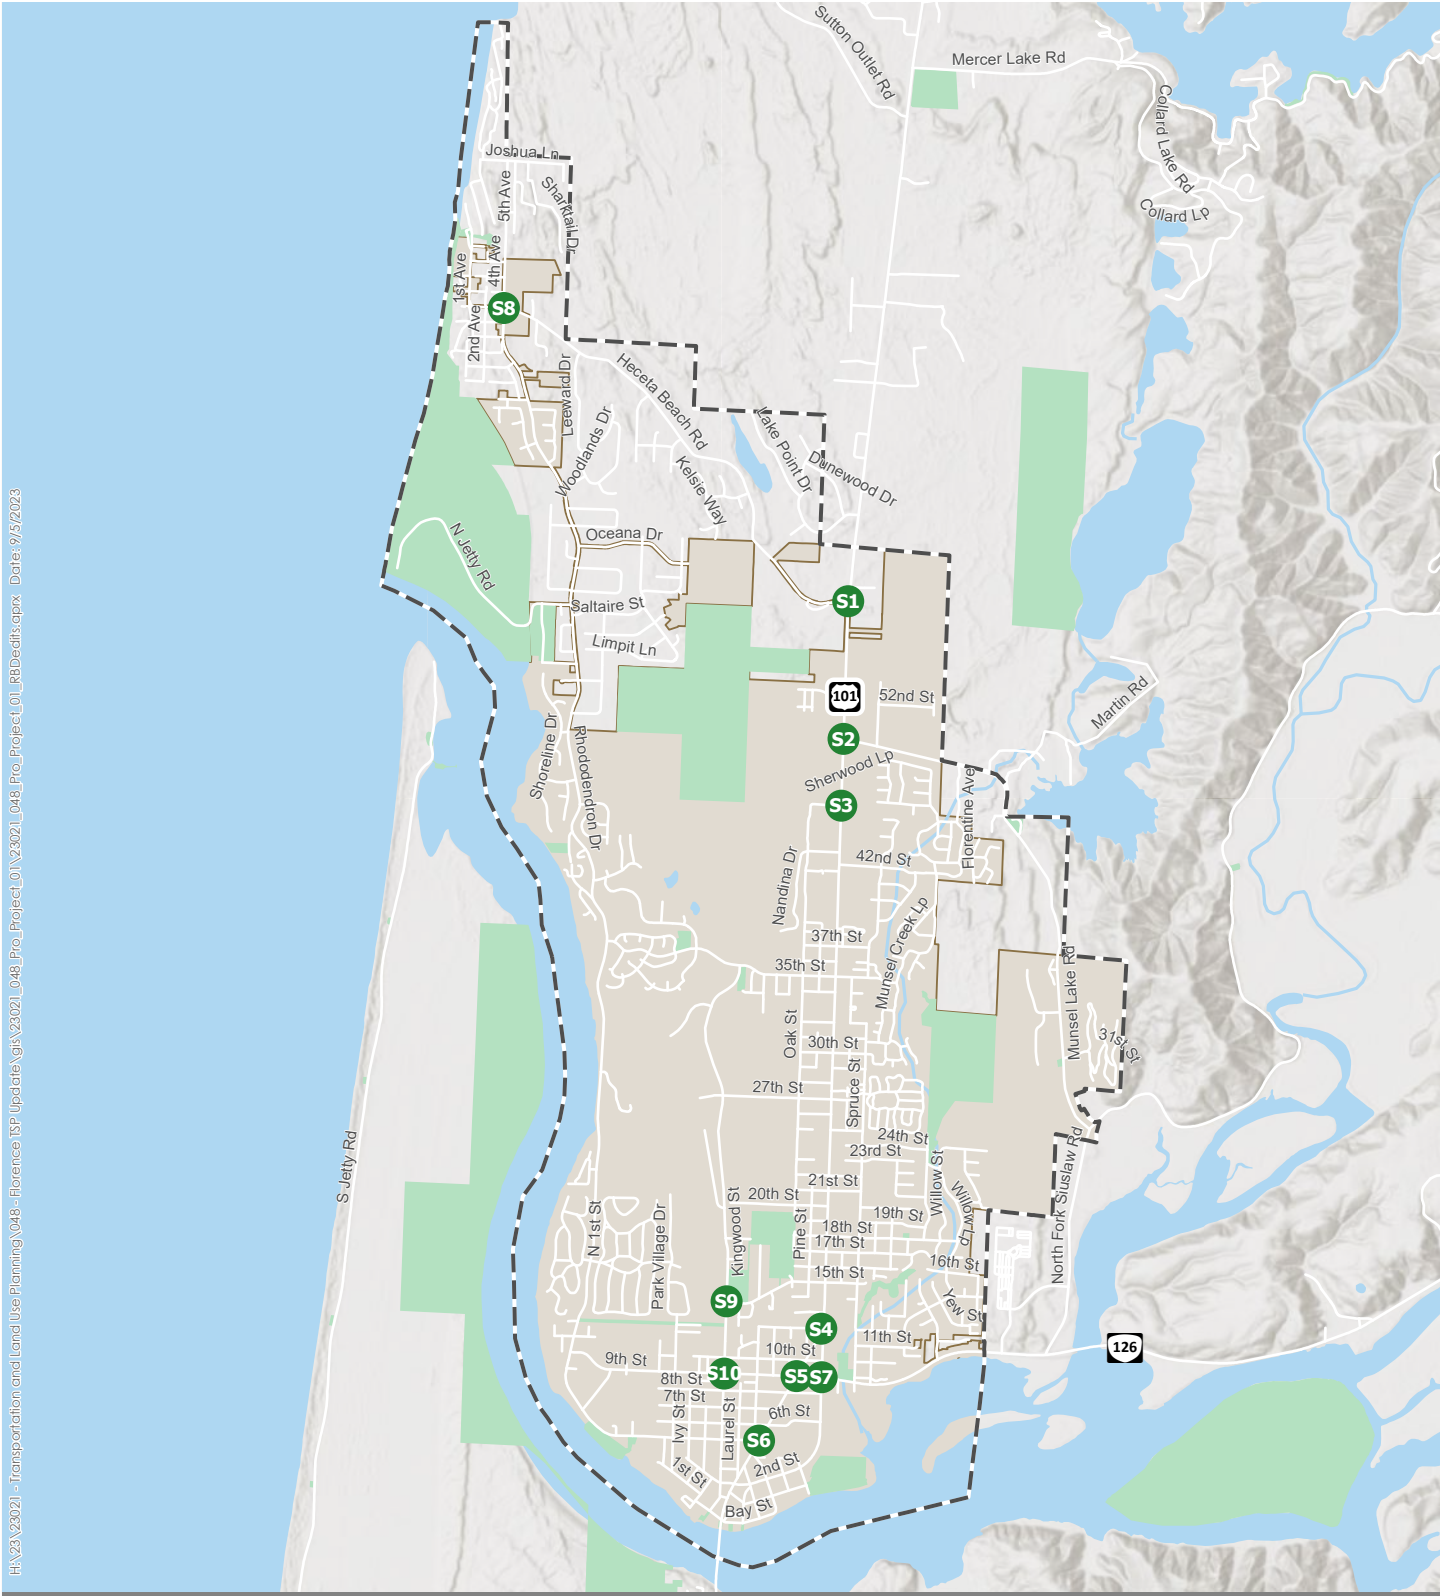 Sutton Outlet Rd
Mercer Lake Rd
Collard Lake Rd
Collard Lp
Joshua Ln
5th Ave
Sharktail Dr
4th Ave
1st Ave
S8
2nd Ave
Leeward Dr
Heceta Beach Rd
Woodlands Dr
Lake Point Dr
Kelsie Way
Dunewood Dr
N Jetty Rd
Oceana Dr
Saltaire St
S1
Limpit Ln
101
52nd St
Martin Rd
Shoreline Dr
Rhododendron Dr
S2
Sherwood Lp
S3
Florentine Ave
42nd St
Nandina Dr
Munsel Creek Lp
37th St
35th St
Munsel Lake Rd
Oak St
30th St
31st St
27th St
Spruce St
24th St
23rd St
S Jetty Rd
21st St
20th St
Willow St
Willow Lp
North Fork Siuslaw Rd
N 1st St
Park Village Dr
Kingwood St
Pine St
19th St
18th St
17th St
16th St
15th St
Yew St
S9
S4
11th St
126
10th St
9th St
8th St
S10
S5
S7
7th St
6th St
Ivy St
Laurel St
S6
1st St
2nd St
Bay St
H:\23\23021 - Transportation and Land Use Planning\048 - Florence TSP Update\gis\23021_048_Pro_Project_01\23021_048_Pro_Project_01_RBDedits.aprx Date: 9/5/2023